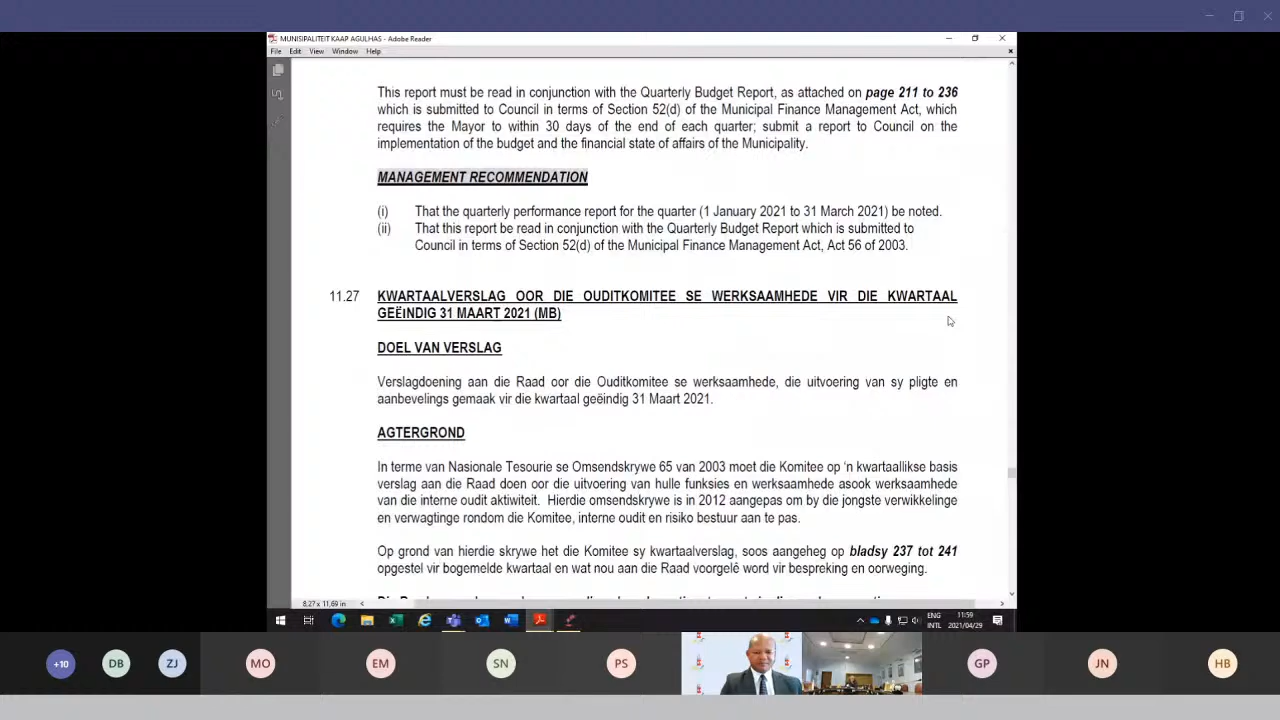 MUNISIPALITEIT KAAP AGULHAS - Adobe Reader
File Edit View Window Help
This report must be read in conjunction with the Quarterly Budget Report, as attached on page 211 to 236
which is submitted to Council in terms of Section 52(d) of the Municipal Finance Management Act, which
requires the Mayor to within 30 days of the end of each quarter; submit a report to Council on the
implementation of the budget and the financial state of affairs of the Municipality.
MANAGEMENT RECOMMENDATION
(i) That the quarterly performance report for the quarter (1 January 2021 to 31 March 2021) be noted.
(ii) That this report be read in conjunction with the Quarterly Budget Report which is submitted to
Council in terms of Section 52(d) of the Municipal Finance Management Act, Act 56 of 2003.
11.27 KWARTAALVERSLAG OOR DIE OUDITKOMITEE SE WERKSAAMHEDE VIR DIE KWARTAAL
GEËINDIG 31 MAART 2021 (MB)
DOEL VAN VERSLAG
Verslagdoening aan die Raad oor die Ouditkomitee se werksaamhede, die uitvoering van sy pligte en
aanbevelings gemaak vir die kwartaal geëindig 31 Maart 2021.
AGTERGROND
In terme van Nasionale Tesourie se Omsendskrywe 65 van 2003 moet die Komitee op 'n kwartaallikse basis
verslag aan die Raad doen oor die uitvoering van hulle funksies en werksaamhede asook werksaamhede
van die interne oudit aktiwiteit. Hierdie omsendskrywe is in 2012 aangepas om by die jongste verwikkelinge
en verwagtinge rondom die Komitee, interne oudit en risiko bestuur aan te pas.
Op grond van hierdie skrywe het die Komitee sy kwartaalverslag, soos aangeheg op bladsy 237 tot 241
opgestel vir bogemelde kwartaal en wat nou aan die Raad voorgelê word vir bespreking en oorweging.
8,27 x 11,69 in
ENG 11:59
INTL 2021/04/29
+10 DB ZJ MO EM SN PS GP JN HB